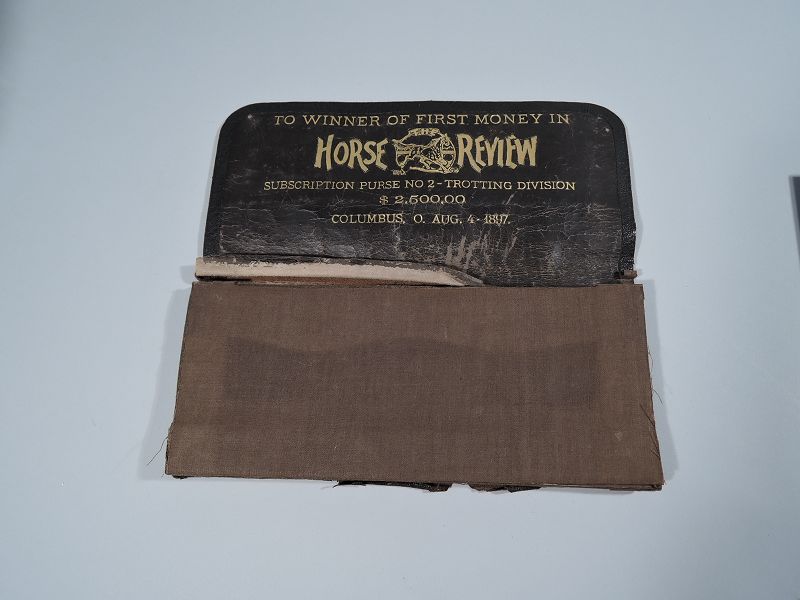 TO WINNER OF FIRST MONEY IN
THE
HORSE REVIEW
SUBSCRIPTION PURSE NO 2 - TROTTING DIVISION
$ 2,500.00
COLUMBUS, O. AUG. 4 - 1897.